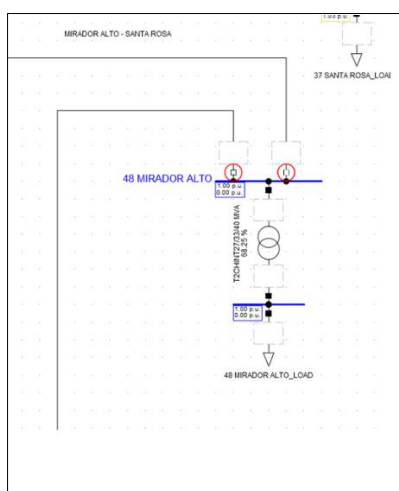 1.00 p.u.
MIRADOR ALTO - SANTA ROSA
37 SANTA ROSA_LOAD
48 MIRADOR ALTO
1.00 p.u.
0.00 p.u.
T2CHINT27/33/40 MVA
68.25 %
1.00 p.u.
0.00 p.u.
48 MIRADOR ALTO_LOAD